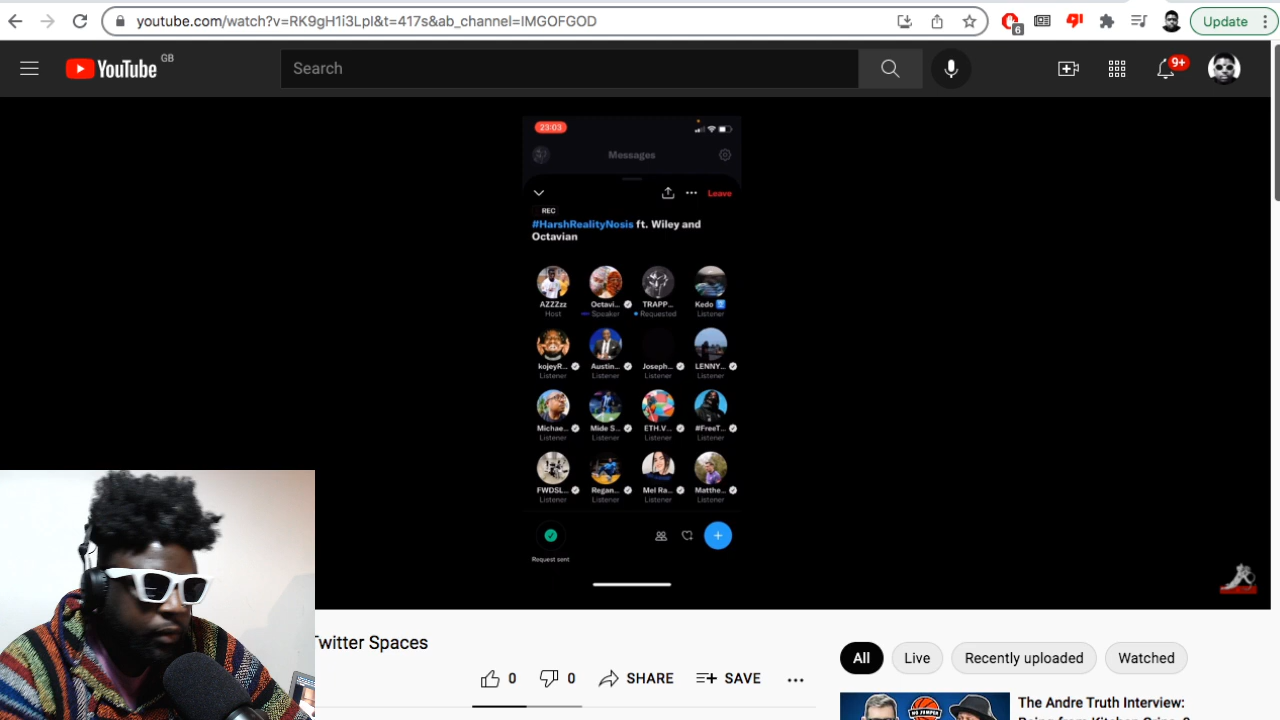 youtube.com/watch?v=RK9gH1i3LpI&t=417s&ab_channel=IMGOFGOD
6
Update
YouTube GB
Search
9+
23:03
Messages
Leave
REC
#HarshRealityNosis ft. Wiley and
Octavian
AZZZzz Octavi... TRAPP... Kedo
Host Speaker Requested Listener
kojeyR... Austin... Joseph... LENNY...
Listener Listener Listener Listener
Michae... Mide S... ETH.V... #FreeT...
Listener Listener Listener Listener
FWDSL... Regan... Mel Ra... Matthe...
Listener Listener Listener Listener
Request sent
Twitter Spaces
0 0 SHARE SAVE
All Live Recently uploaded Watched
NO JUMPER
The Andre Truth Interview: